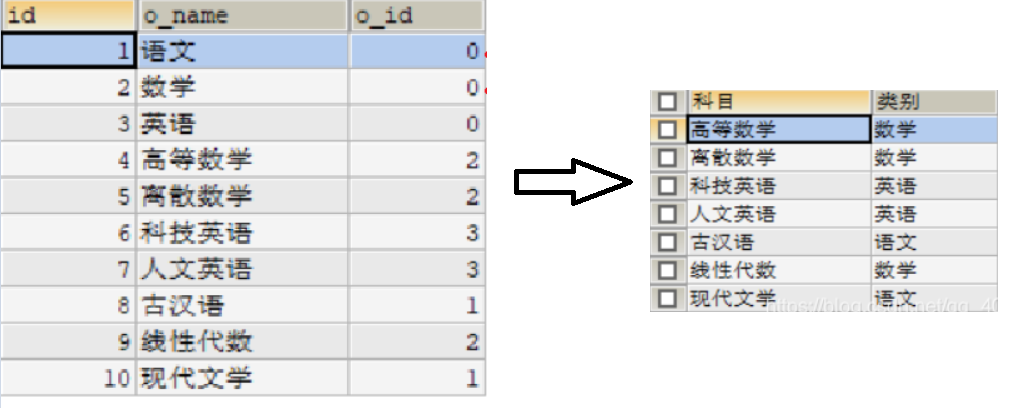 id o_name o_id
1 语文 0
2 数学 0
3 英语 0
4 高等数学 2
5 离散数学 2
6 科技英语 3
7 人文英语 3
8 古汉语 1
9 线性代数 2
10 现代文学 1
科目 类别
高等数学 数学
离散数学 数学
科技英语 英语
人文英语 英语
古汉语 语文
线性代数 数学
现代文学 语文
https://blog.csdn.net/qq_40